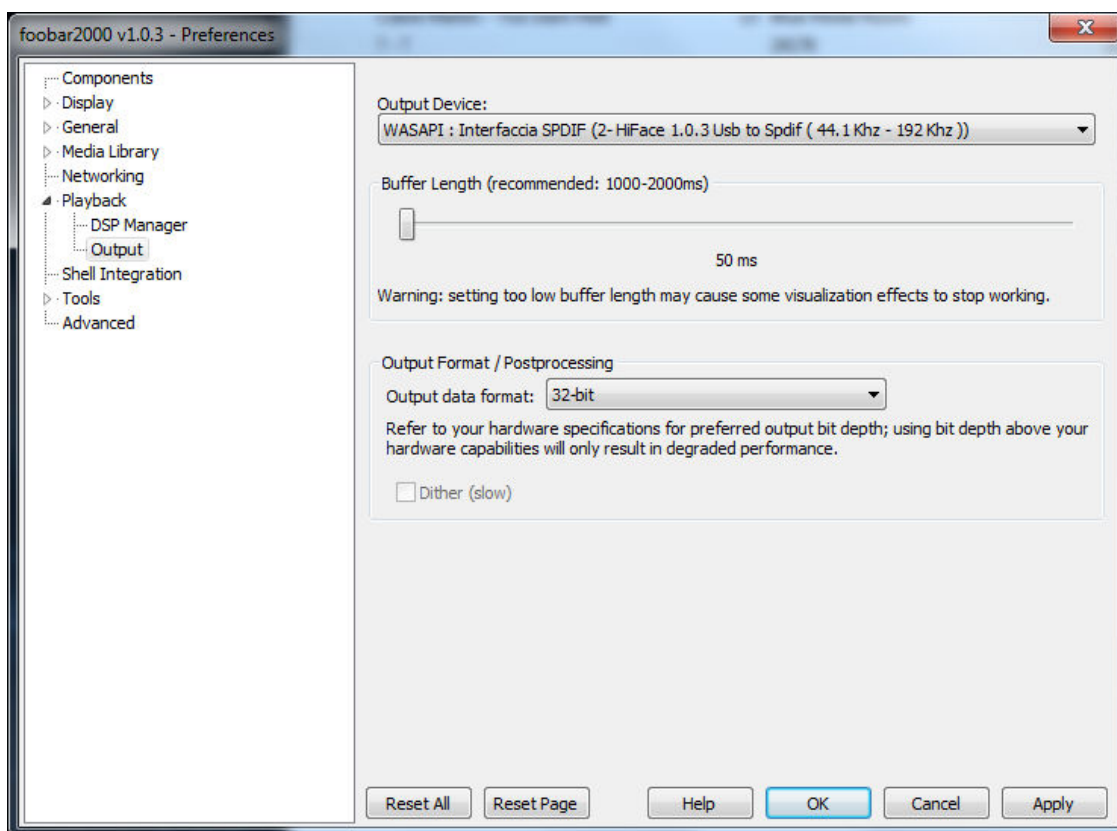 foobar2000 v1.0.3 - Preferences
Components
Display
General
Media Library
Networking
Playback
DSP Manager
Output
Shell Integration
Tools
Advanced
Output Device:
WASAPI : Interfaccia SPDIF (2- HiFace 1.0.3 Usb to Spdif ( 44.1 Khz - 192 Khz ))
Buffer Length (recommended: 1000-2000ms)
50 ms
Warning: setting too low buffer length may cause some visualization effects to stop working.
Output Format / Postprocessing
Output data format: 32-bit
Refer to your hardware specifications for preferred output bit depth; using bit depth above your
hardware capabilities will only result in degraded performance.
Dither (slow)
Reset All Reset Page Help OK Cancel Apply